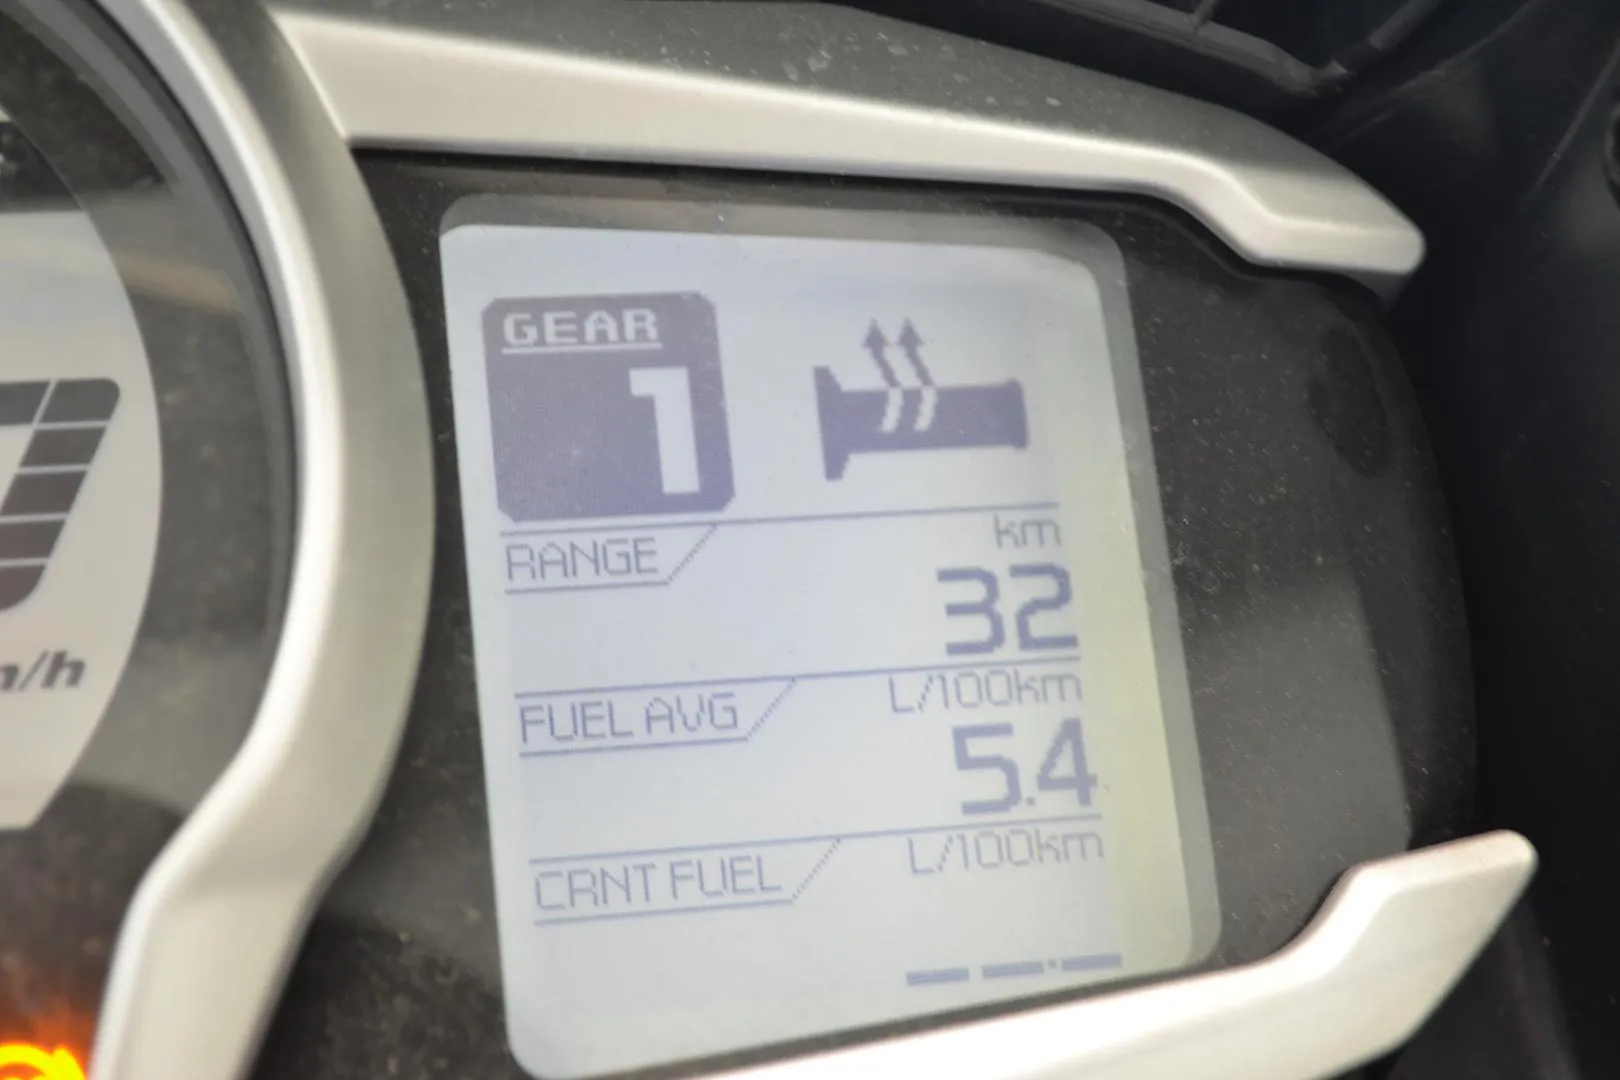 GEAR
1
RANGE km
32
FUEL AVG L/100km
5.4
CRNT FUEL L/100km
--.-